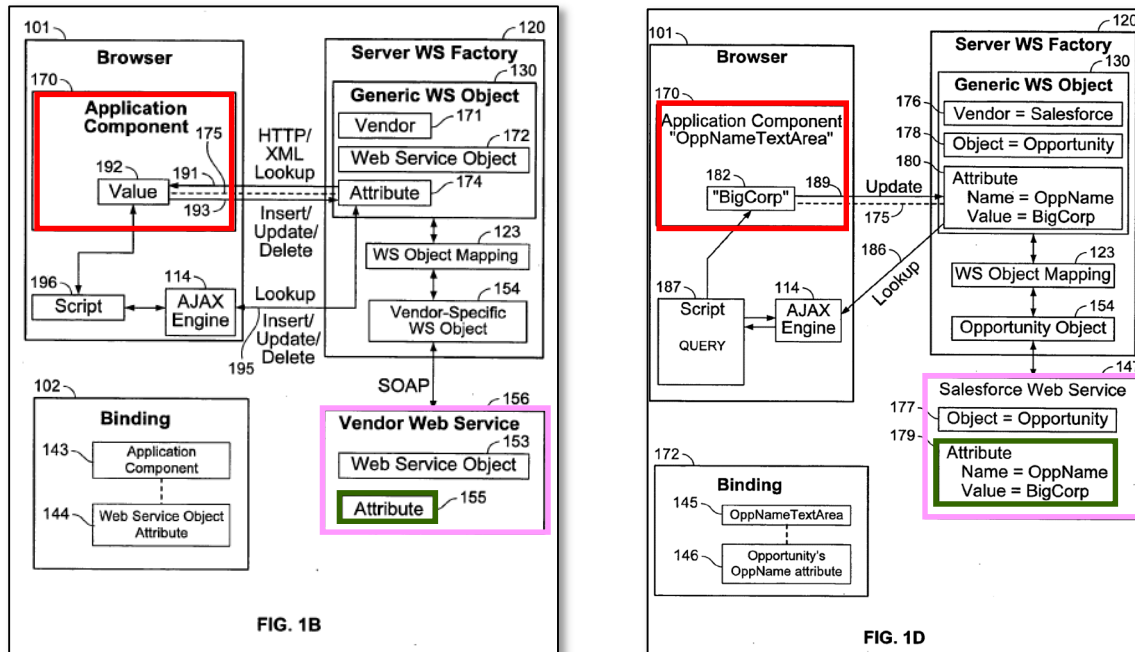 101
Browser
170
Application
Component
175
192
191
Value
193
HTTP/
XML
Lookup
Insert/
Update/
Delete
196
Script
114
AJAX
Engine
Lookup
Insert/
Update/
Delete
195
120
Server WS Factory
130
Generic WS Object
Vendor
171
172
Web Service Object
Attribute
174
123
WS Object Mapping
154
Vendor-Specific
WS Object
SOAP
156
Vendor Web Service
153
Web Service Object
Attribute
155
102
Binding
143
Application
Component
144
Web Service Object
Attribute
FIG. 1B
101
Browser
170
Application Component
"OppNameTextArea"
182
"BigCorp"
189
Update
175
186
Lookup
187
Script
QUERY
114
AJAX
Engine
120
Server WS Factory
130
Generic WS Object
176
Vendor = Salesforce
178
Object = Opportunity
180
Attribute
Name = OppName
Value = BigCorp
123
WS Object Mapping
154
Opportunity Object
147
Salesforce Web Service
177
Object = Opportunity
179
Attribute
Name = OppName
Value = BigCorp
172
Binding
145
OppNameTextArea
146
Opportunity's
OppName attribute
FIG. 1D